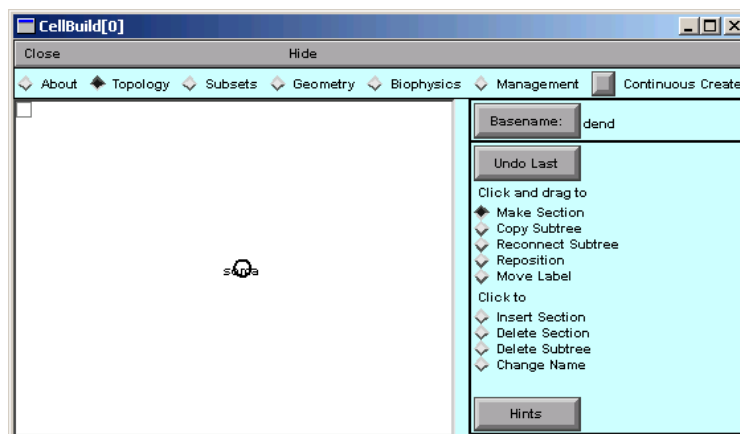 CellBuild[0]
Close Hide
About Topology Subsets Geometry Biophysics Management Continuous Create
Basename: dend
Undo Last
Click and drag to
Make Section
Copy Subtree
Reconnect Subtree
Reposition
Move Label
soma
Click to
Insert Section
Delete Section
Delete Subtree
Change Name
Hints